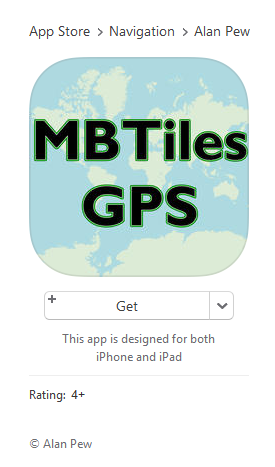 App Store > Navigation > Alan Pew
MBTiles
GPS
+ Get
This app is designed for both
iPhone and iPad
Rating: 4+
© Alan Pew